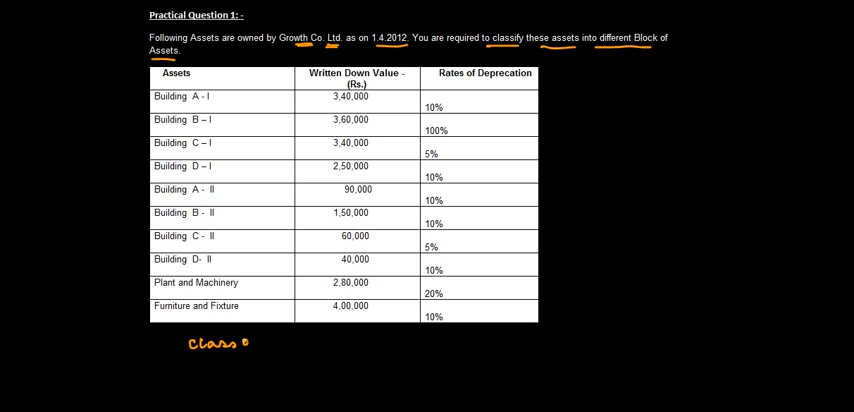 Practical Question 1: -
Following Assets are owned by Growth Co. Ltd. as on 1.4.2012. You are required to classify these assets into different Block of
Assets.
Assets Written Down Value - (Rs.) Rates of Deprecation
Building A - I 3,40,000 10%
Building B – I 3,60,000 100%
Building C – I 3,40,000 5%
Building D – I 2,50,000 10%
Building A - II 90,000 10%
Building B - II 1,50,000 10%
Building C - II 60,000 5%
Building D- II 40,000 10%
Plant and Machinery 2,80,000 20%
Furniture and Fixture 4,00,000 10%
Class